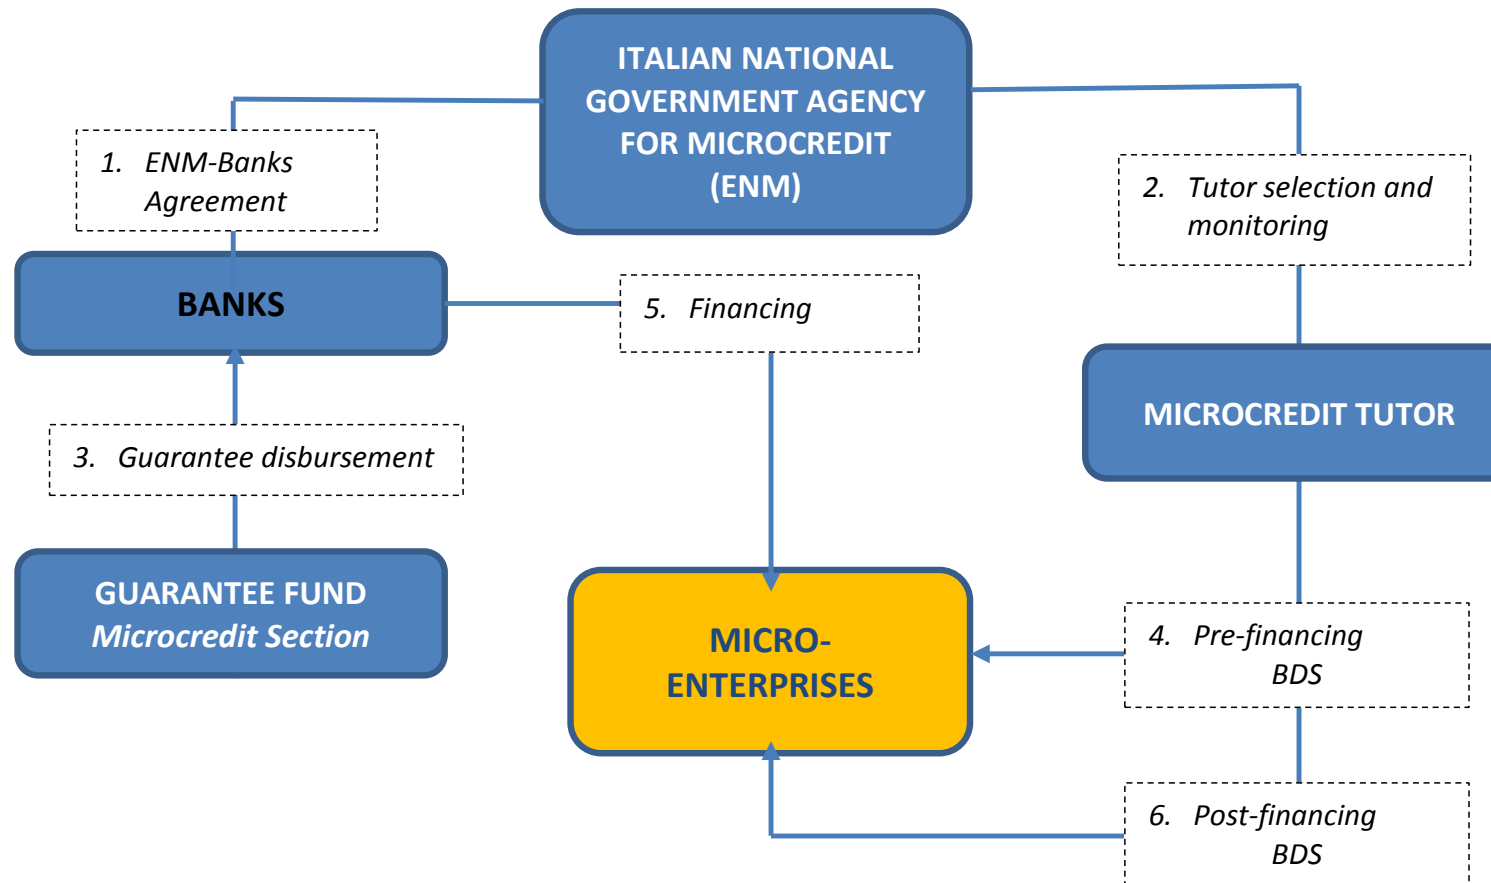 ITALIAN NATIONAL
GOVERNMENT AGENCY
FOR MICROCREDIT
(ENM)
1. ENM-Banks
Agreement
2. Tutor selection and
monitoring
BANKS
5. Financing
MICROCREDIT TUTOR
3. Guarantee disbursement
GUARANTEE FUND
Microcredit Section
MICRO-
ENTERPRISES
4. Pre-financing
BDS
6. Post-financing
BDS